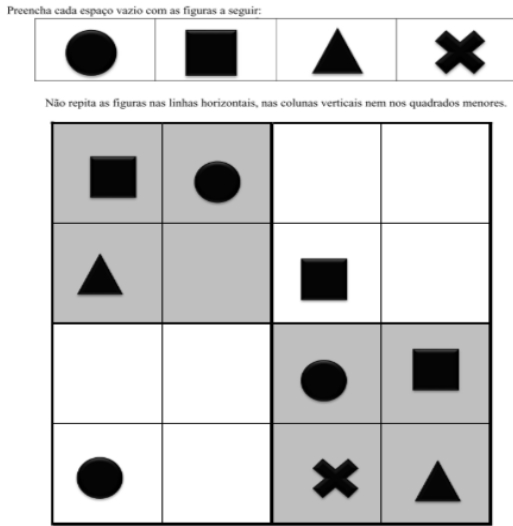 Preencha cada espaço vazio com as figuras a seguir:
Não repita as figuras nas linhas horizontais, nas colunas verticais nem nos quadrados menores.